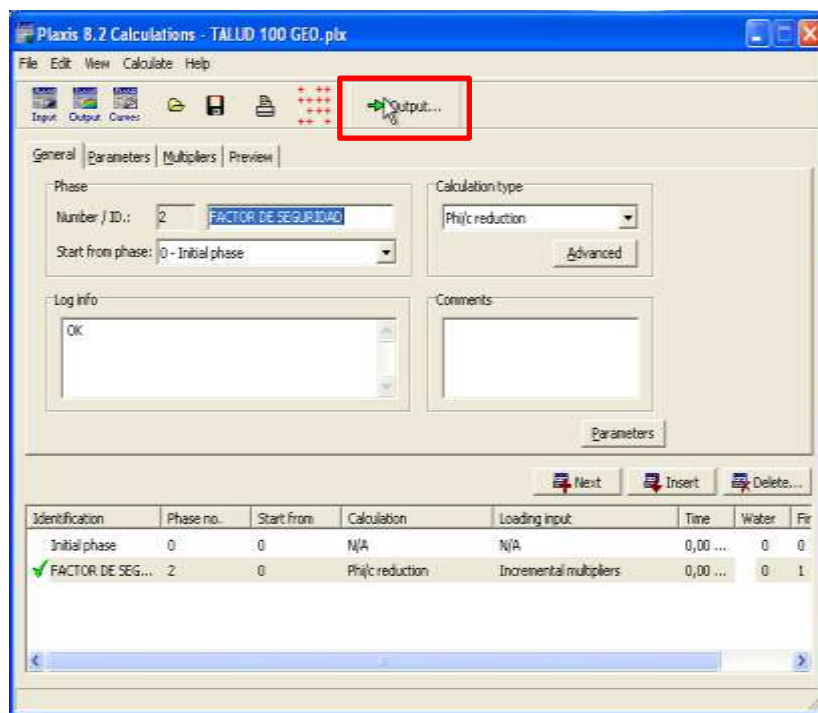 Plaxis 8.2 Calculations - TALUD 100 GEO.plx
File Edit View Calculate Help
Input Output Curves
Output...
General Parameters Multipliers Preview
Phase
Number / ID.: 2 FACTOR DE SEGURIDAD
Start from phase: 0 - Initial phase
Calculation type
Phi/c reduction
Advanced
Log info
OK
Comments
Parameters
Next Insert Delete...
Identification Phase no. Start from Calculation Loading input Time Water Fir
Initial phase 0 0 N/A N/A 0,00 ... 0 0
FACTOR DE SEG... 2 0 Phi/c reduction Incremental multipliers 0,00 ... 0 1